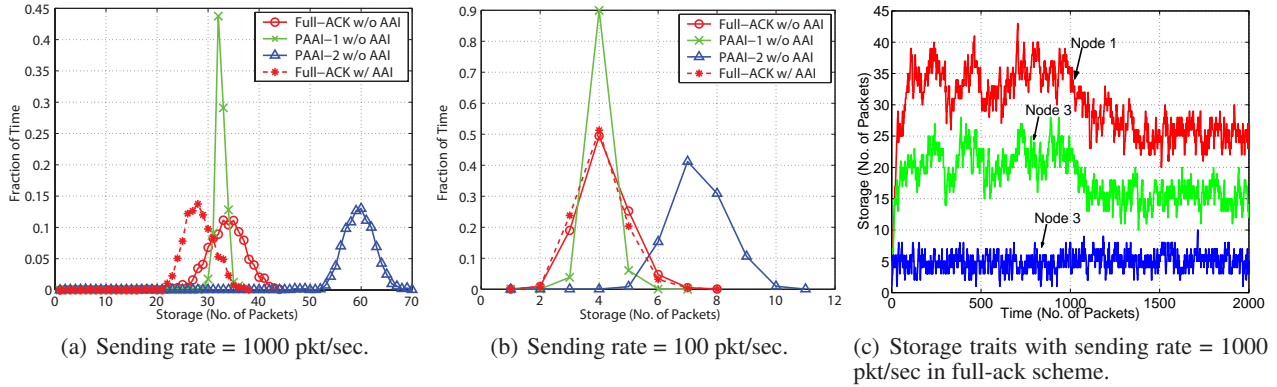 0.45
0.4
0.35
0.3
0.25
0.2
0.15
0.1
0.05
0
Fraction of Time
Full−ACK w/o AAI
PAAI−1 w/o AAI
PAAI−2 w/o AAI
Full−ACK w/ AAI
0 10 20 30 40 50 60 70
Storage (No. of Packets)
(a) Sending rate = 1000 pkt/sec.
0.9
0.8
0.7
0.6
0.5
0.4
0.3
0.2
0.1
0
Fraction of Time
Full−ACK w/o AAI
PAAI−1 w/o AAI
PAAI−2 w/o AAI
Full−ACK w/ AAI
0 2 4 6 8 10 12
Storage (No. of Packets)
(b) Sending rate = 100 pkt/sec.
45
40
35
30
25
20
15
10
5
0
Storage (No. of Packets)
Node 1
Node 3
Node 3
0 500 1000 1500 2000
Time (No. of Packets)
(c) Storage traits with sending rate = 1000
pkt/sec in full-ack scheme.